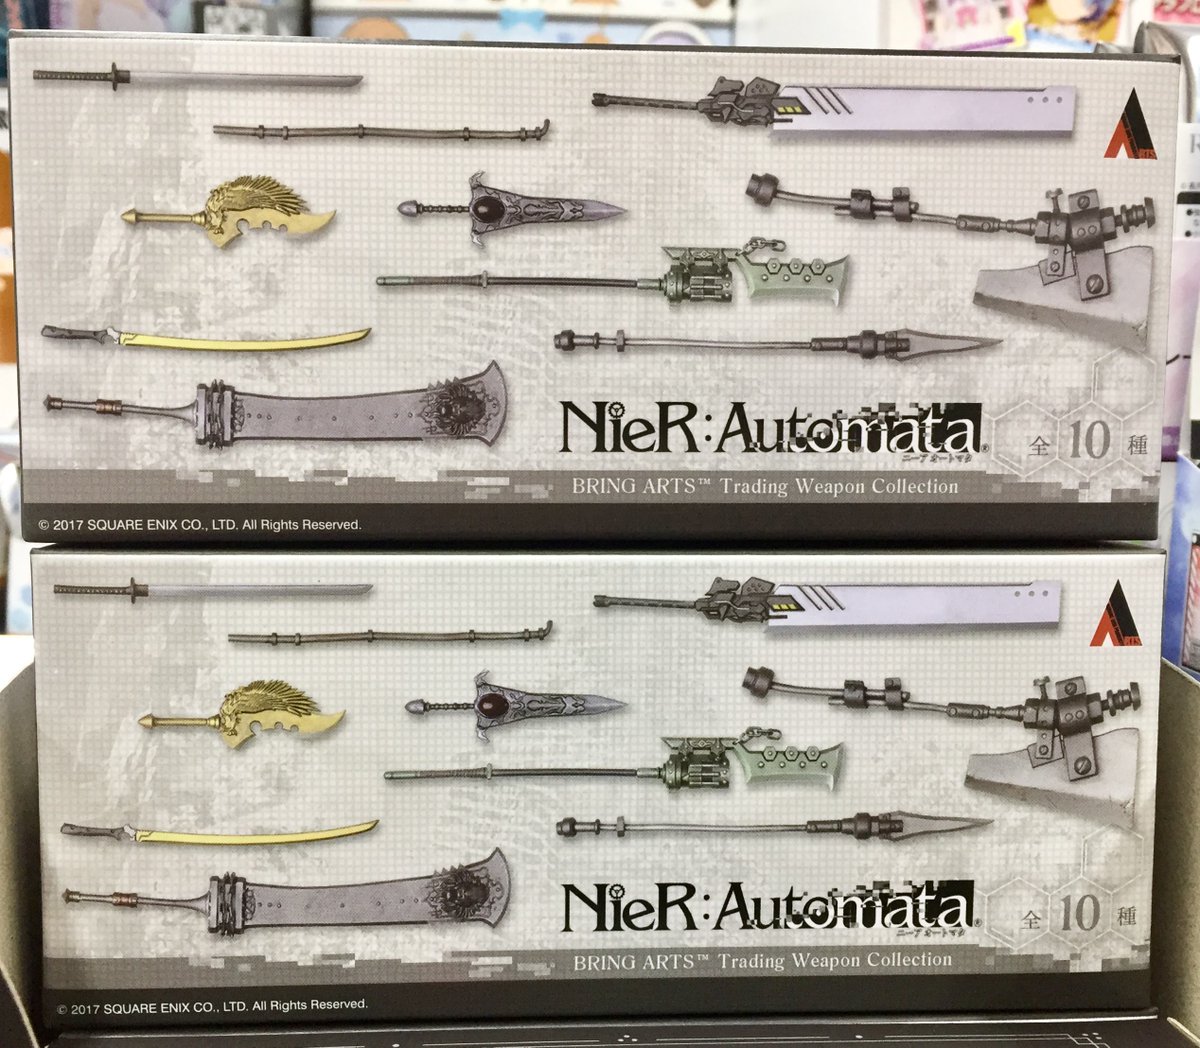 ARTS
NieR:Automata®
ニーア オートマタ
全10種
BRING ARTS™ Trading Weapon Collection
© 2017 SQUARE ENIX CO., LTD. All Rights Reserved.
ARTS
NieR:Automata®
ニーア オートマタ
全10種
BRING ARTS™ Trading Weapon Collection
© 2017 SQUARE ENIX CO., LTD. All Rights Reserved.